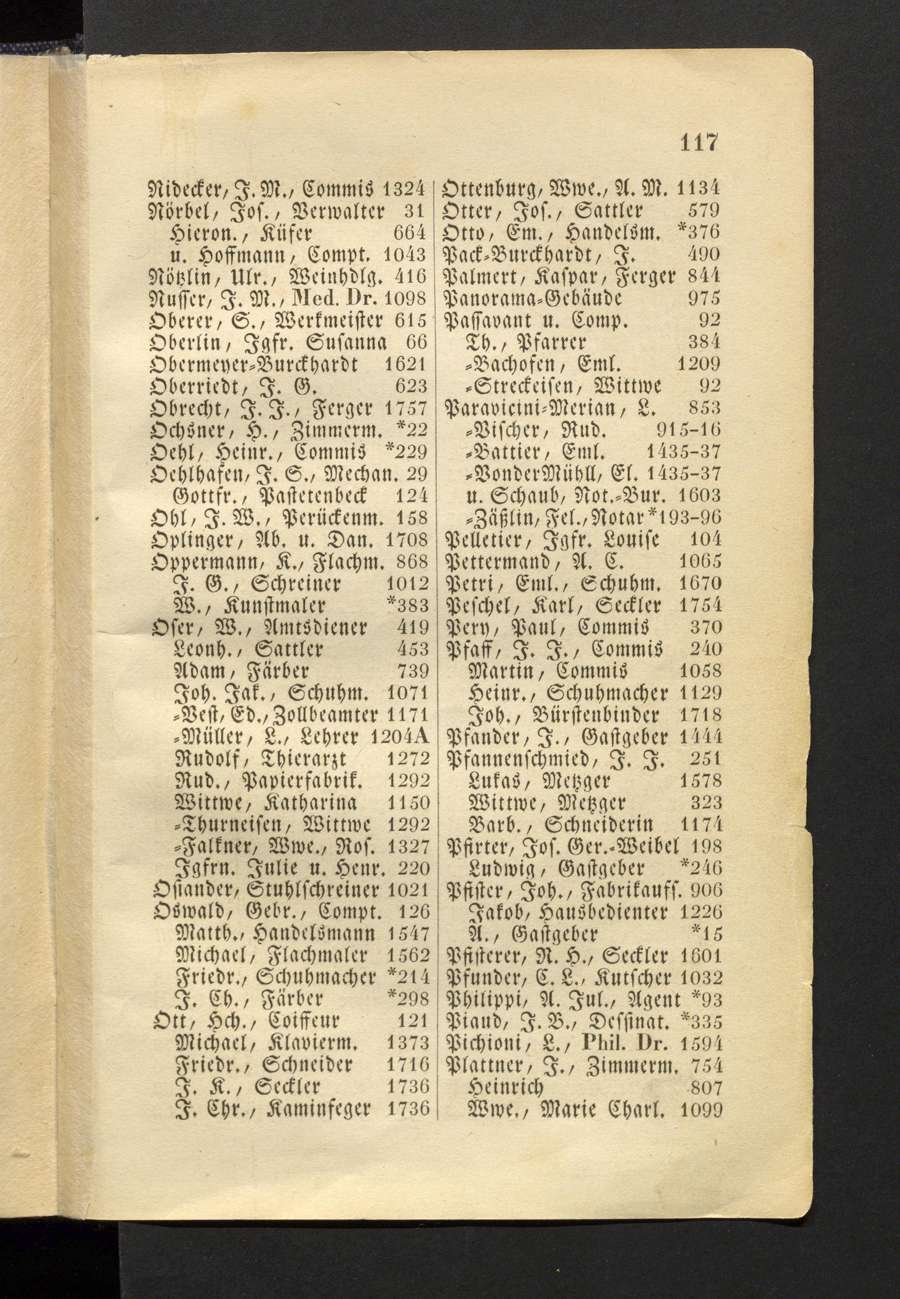 117
Nidecker, J. M., Commis 1324
Nörbel, Jos., Verwalter 31
Hieron., Küfer 664
u. Hoffmann, Compt. 1043
Nötzlin, Ulr., Weinhdlg. 416
Nusser, J. M., Med. Dr. 1098
Oberer, S., Werkmeister 615
Oberlin, Jgfr. Susanna 66
Obermeyer-Burckhardt 1621
Oberriedt, J. G. 623
Obrecht, J. J., Ferger 1757
Ochsner, H., Zimmerm. *22
Oehl, Heinr., Commis *229
Oehlhafen, J. S., Mechan. 29
Gottfr., Pastetenbeck 124
Ohl, J. W., Perückenm. 158
Oplinger, Ab. u. Dan. 1708
Oppermann, K., Flachm. 868
J. G., Schreiner 1012
W., Kunstmaler *383
Oser, W., Amtsdiener 419
Leonh., Sattler 453
Adam, Färber 739
Joh. Jak., Schuhm. 1071
-Vest, Ed., Zollbeamter 1171
-Müller, L., Lehrer 1204A
Rudolf, Thierarzt 1272
Rud., Papierfabrik. 1292
Wittwe, Katharina 1150
-Thurneisen, Wittwe 1292
-Falkner, Wwe., Ros. 1327
Jgfrn. Julie u. Henr. 220
Osiander, Stuhlschreiner 1021
Oswald, Gebr., Compt. 126
Matth., Handelsmann 1547
Michael, Flachmaler 1562
Friedr., Schuhmacher *214
J. Ch., Färber *298
Ott, Hch., Coiffeur 121
Michael, Klavierm. 1373
Friedr., Schneider 1716
J. K., Seckler 1736
J. Chr., Kaminfeger 1736
Ottenburg, Wwe., A. M. 1134
Otter, Jos., Sattler 579
Otto, Em., Handelsm. *376
Pack-Burckhardt, J. 490
Palmert, Kaspar, Ferger 844
Panorama-Gebäude 975
Passavant u. Comp. 92
Th., Pfarrer 384
-Bachofen, Eml. 1209
-Streckeisen, Wittwe 92
Paravicini-Merian, L. 853
-Vischer, Rud. 915-16
-Battier, Eml. 1435-37
-VonderMühll, El. 1435-37
u. Schaub, Not.-Bur. 1603
-Zäßlin, Fel., Notar *193-96
Pelletier, Jgfr. Louise 104
Pettermand, A. C. 1065
Petri, Eml., Schuhm. 1670
Peschel, Karl, Seckler 1754
Pery, Paul, Commis 370
Pfaff, J. J., Commis 240
Martin, Commis 1058
Heinr., Schuhmacher 1129
Joh., Bürstenbinder 1718
Pfander, J., Gastgeber 1444
Pfannenschmied, J. J. 251
Lukas, Metzger 1578
Wittwe, Metzger 323
Barb., Schneiderin 1174
Pfirter, Jos. Ger.-Weibel 198
Ludwig, Gastgeber *246
Pfister, Joh., Fabrikaufs. 906
Jakob, Hausbedienter 1226
A., Gastgeber *15
Pfisterer, R. H., Seckler 1601
Pfunder, C. L., Kutscher 1032
Philippi, A. Jul., Agent *93
Piaud, J. B., Dessinat. *335
Pichioni, L., Phil. Dr. 1594
Plattner, J., Zimmerm. 754
Heinrich 807
Wwe., Marie Charl. 1099